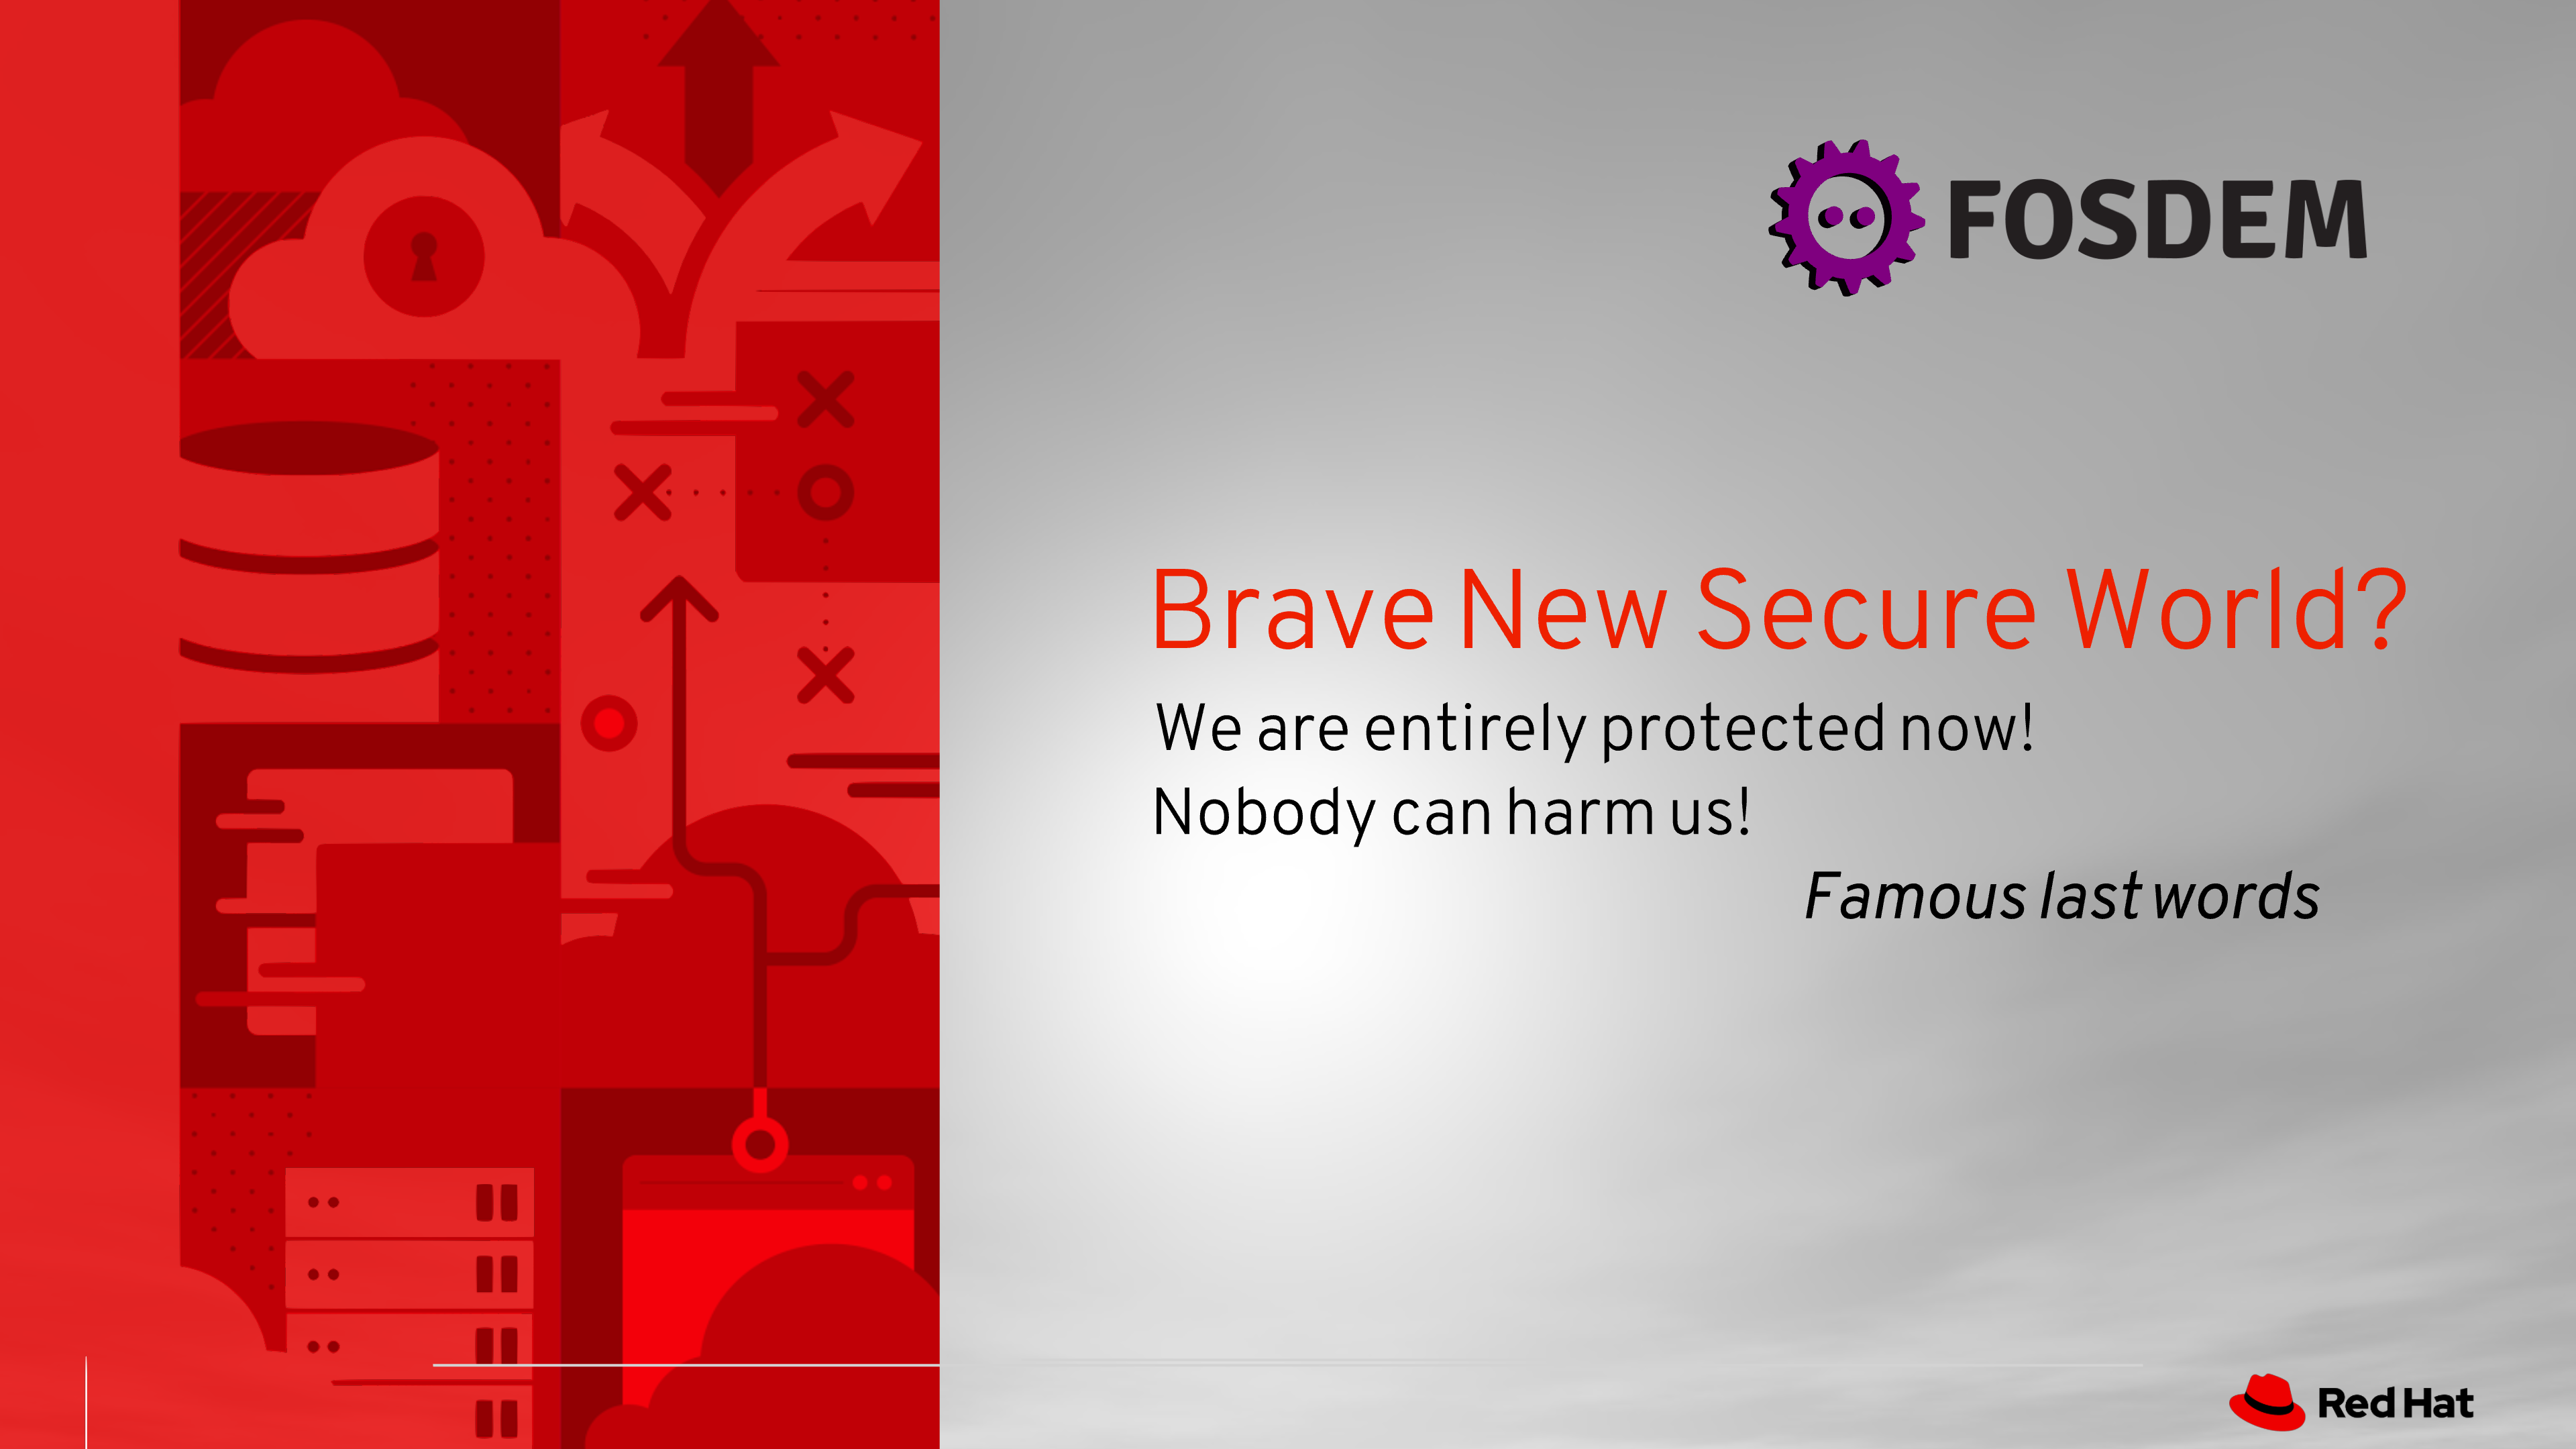 FOSDEM
Brave New Secure World?
We are entirely protected now!
Nobody can harm us!
Famous last words
Red Hat